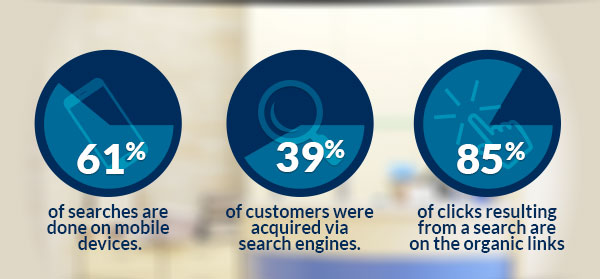 61%
of searches are
done on mobile
devices.
39%
of customers were
acquired via
search engines.
85%
of clicks resulting
from a search are
on the organic links